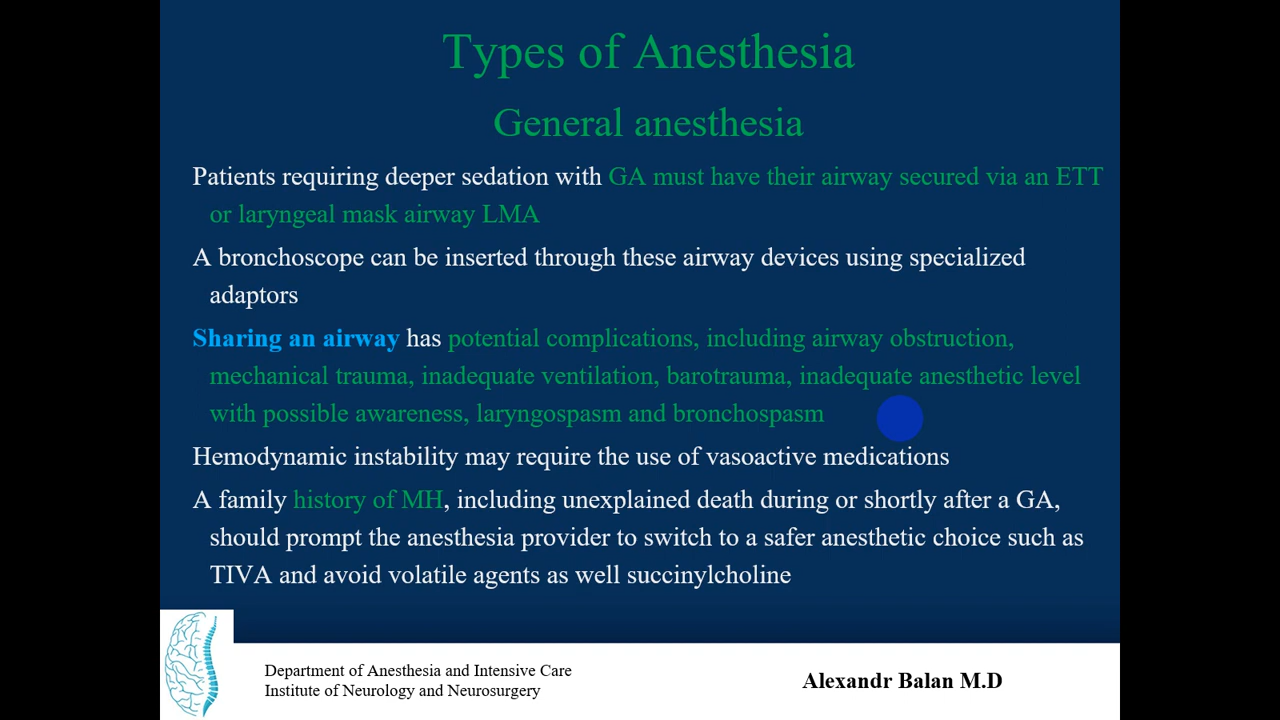 Types of Anesthesia
General anesthesia
Patients requiring deeper sedation with GA must have their airway secured via an ETT
or laryngeal mask airway LMA
A bronchoscope can be inserted through these airway devices using specialized
adaptors
Sharing an airway has potential complications, including airway obstruction,
mechanical trauma, inadequate ventilation, barotrauma, inadequate anesthetic level
with possible awareness, laryngospasm and bronchospasm
Hemodynamic instability may require the use of vasoactive medications
A family history of MH, including unexplained death during or shortly after a GA,
should prompt the anesthesia provider to switch to a safer anesthetic choice such as
TIVA and avoid volatile agents as well succinylcholine
Department of Anesthesia and Intensive Care
Institute of Neurology and Neurosurgery
Alexandr Balan M.D